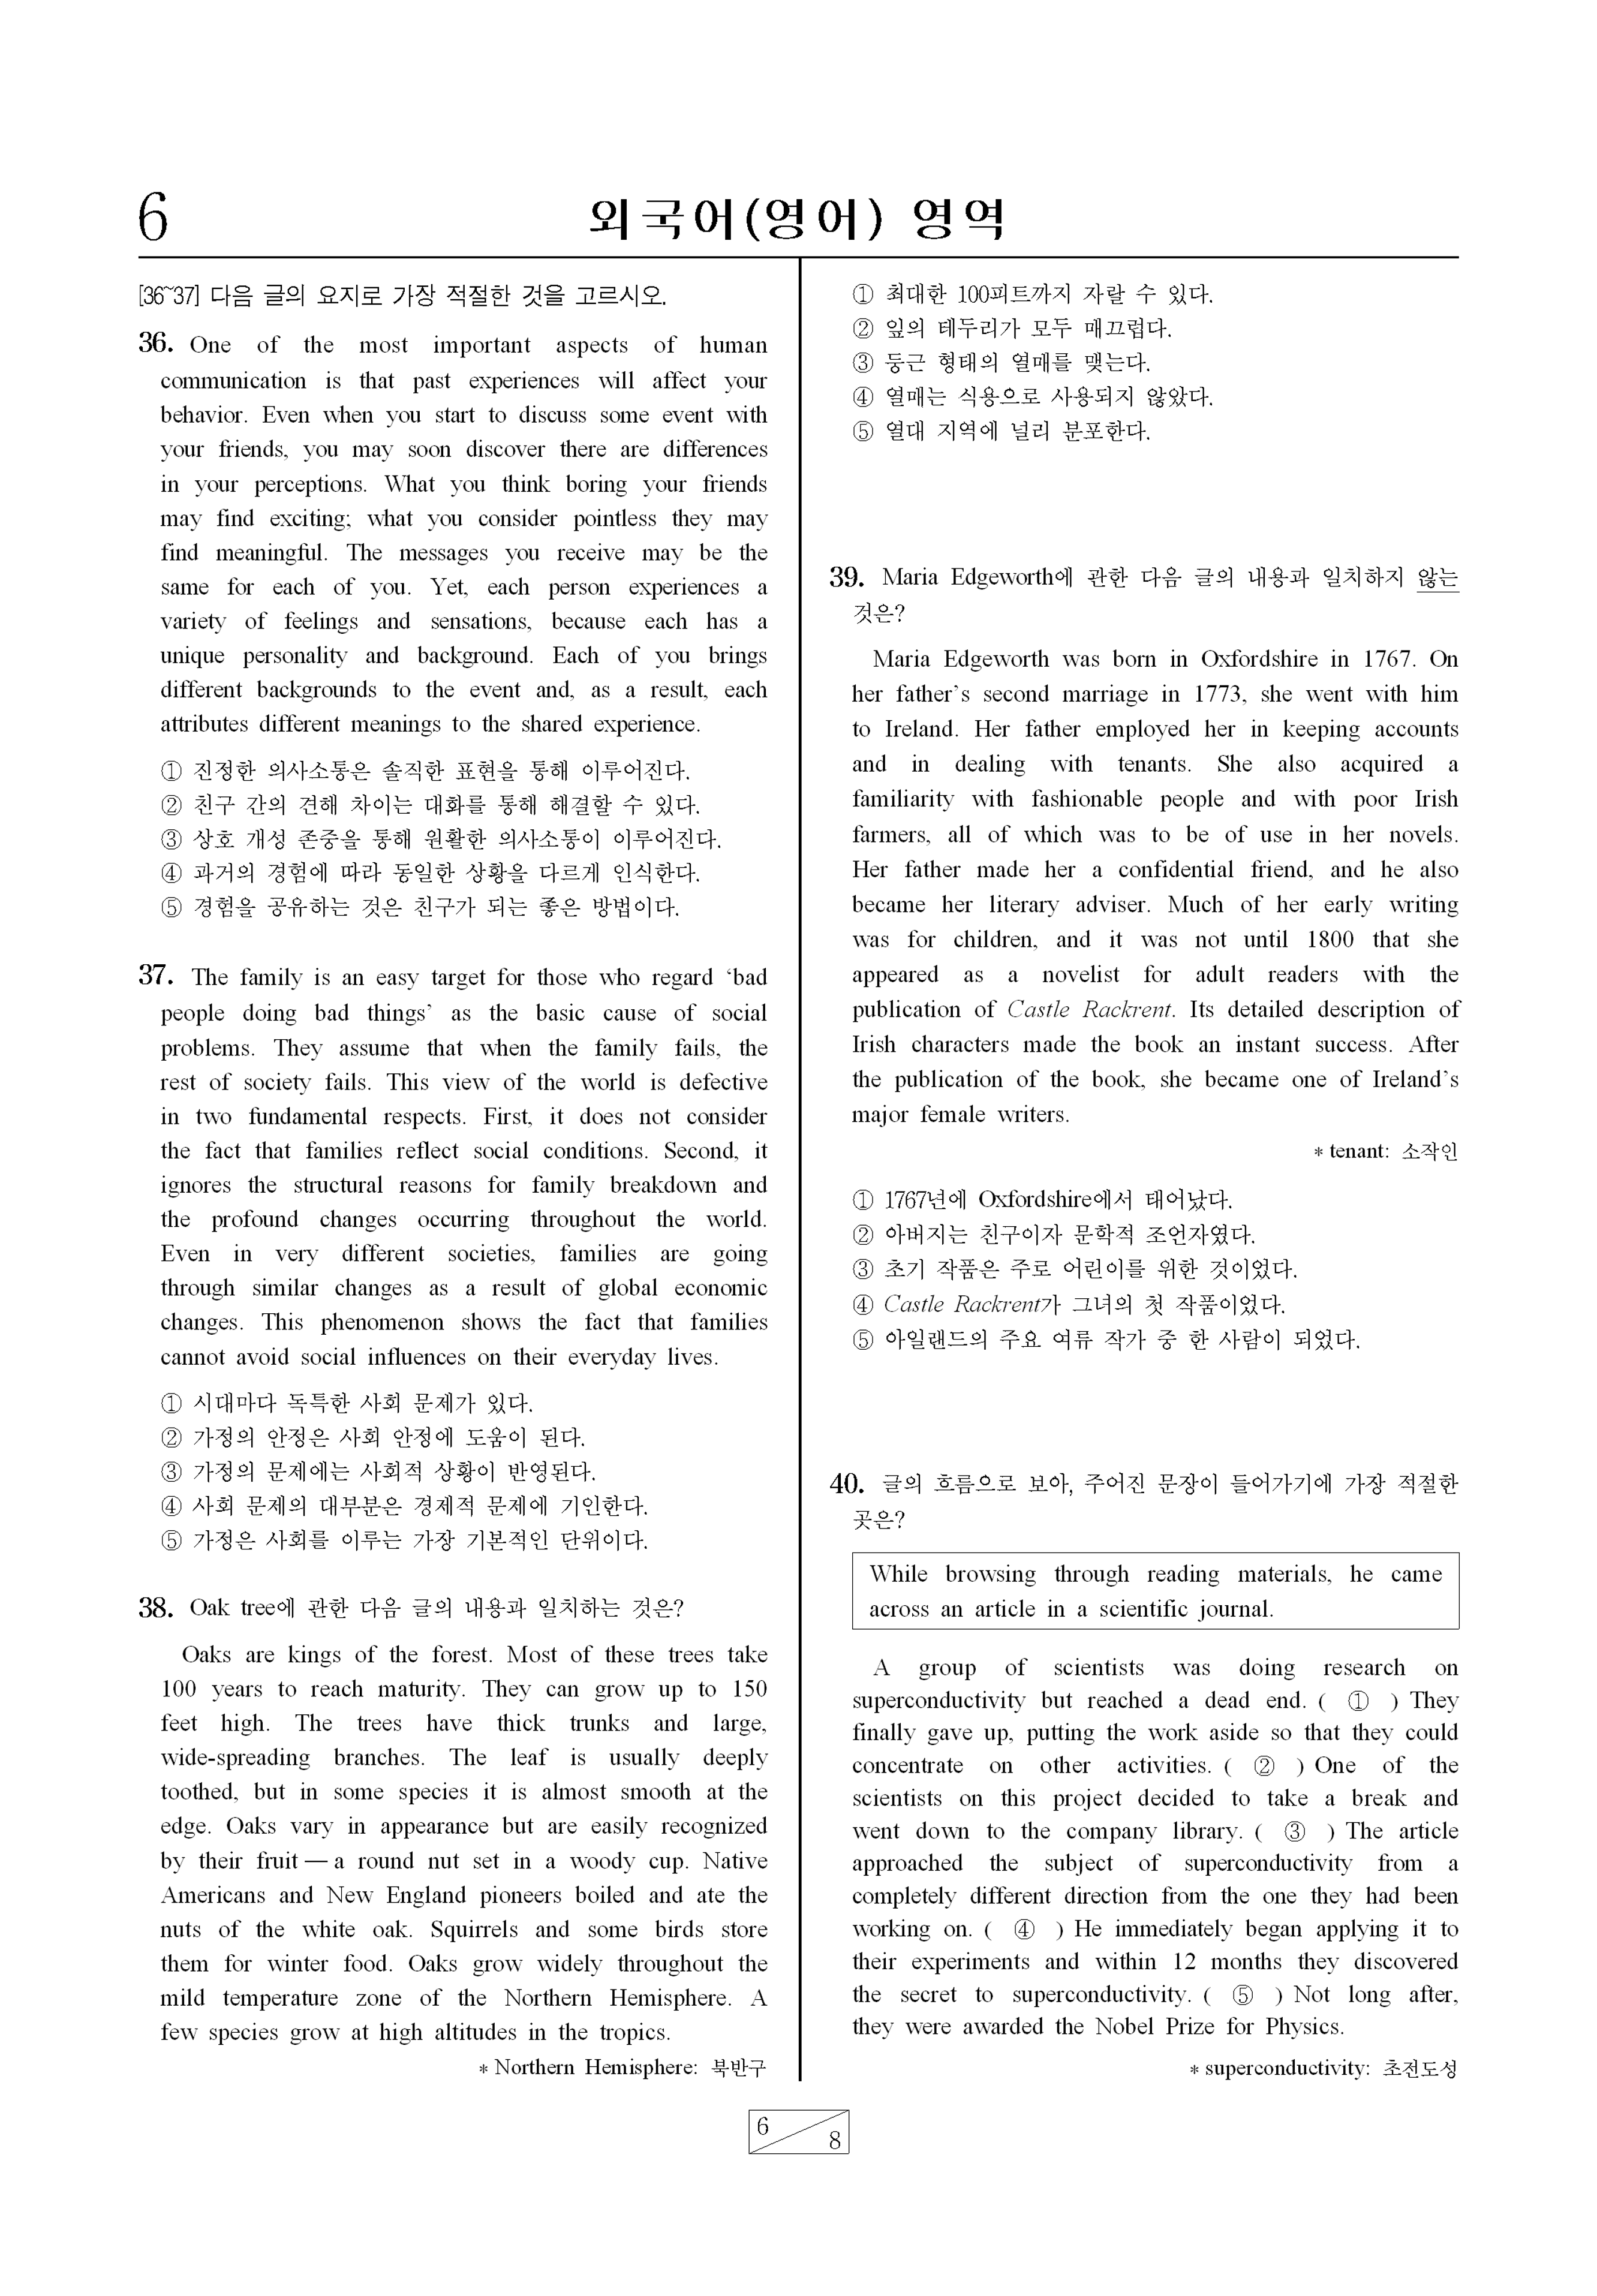 6
외국어(영어) 영역
[36~37] 다음 글의 요지로 가장 적절한 것을 고르시오.
36. One of the most important aspects of human
communication is that past experiences will affect your
behavior. Even when you start to discuss some event with
your friends, you may soon discover there are differences
in your perceptions. What you think boring your friends
may find exciting; what you consider pointless they may
find meaningful. The messages you receive may be the
same for each of you. Yet, each person experiences a
variety of feelings and sensations, because each has a
unique personality and background. Each of you brings
different backgrounds to the event and, as a result, each
attributes different meanings to the shared experience.
① 진정한 의사소통은 솔직한 표현을 통해 이루어진다.
② 친구 간의 견해 차이는 대화를 통해 해결할 수 있다.
③ 상호 개성 존중을 통해 원활한 의사소통이 이루어진다.
④ 과거의 경험에 따라 동일한 상황을 다르게 인식한다.
⑤ 경험을 공유하는 것은 친구가 되는 좋은 방법이다.
37. The family is an easy target for those who regard ‘bad
people doing bad things’ as the basic cause of social
problems. They assume that when the family fails, the
rest of society fails. This view of the world is defective
in two fundamental respects. First, it does not consider
the fact that families reflect social conditions. Second, it
ignores the structural reasons for family breakdown and
the profound changes occurring throughout the world.
Even in very different societies, families are going
through similar changes as a result of global economic
changes. This phenomenon shows the fact that families
cannot avoid social influences on their everyday lives.
① 시대마다 독특한 사회 문제가 있다.
② 가정의 안정은 사회 안정에 도움이 된다.
③ 가정의 문제에는 사회적 상황이 반영된다.
④ 사회 문제의 대부분은 경제적 문제에 기인한다.
⑤ 가정은 사회를 이루는 가장 기본적인 단위이다.
38. Oak tree에 관한 다음 글의 내용과 일치하는 것은?
Oaks are kings of the forest. Most of these trees take
100 years to reach maturity. They can grow up to 150
feet high. The trees have thick trunks and large,
wide-spreading branches. The leaf is usually deeply
toothed, but in some species it is almost smooth at the
edge. Oaks vary in appearance but are easily recognized
by their fruit — a round nut set in a woody cup. Native
Americans and New England pioneers boiled and ate the
nuts of the white oak. Squirrels and some birds store
them for winter food. Oaks grow widely throughout the
mild temperature zone of the Northern Hemisphere. A
few species grow at high altitudes in the tropics.
* Northern Hemisphere: 북반구
① 최대한 100피트까지 자랄 수 있다.
② 잎의 테두리가 모두 매끄럽다.
③ 둥근 형태의 열매를 맺는다.
④ 열매는 식용으로 사용되지 않았다.
⑤ 열대 지역에 널리 분포한다.
39. Maria Edgeworth에 관한 다음 글의 내용과 일치하지 않는
것은?
Maria Edgeworth was born in Oxfordshire in 1767. On
her father’s second marriage in 1773, she went with him
to Ireland. Her father employed her in keeping accounts
and in dealing with tenants. She also acquired a
familiarity with fashionable people and with poor Irish
farmers, all of which was to be of use in her novels.
Her father made her a confidential friend, and he also
became her literary adviser. Much of her early writing
was for children, and it was not until 1800 that she
appeared as a novelist for adult readers with the
publication of Castle Rackrent. Its detailed description of
Irish characters made the book an instant success. After
the publication of the book, she became one of Ireland’s
major female writers.
* tenant: 소작인
① 1767년에 Oxfordshire에서 태어났다.
② 아버지는 친구이자 문학적 조언자였다.
③ 초기 작품은 주로 어린이를 위한 것이었다.
④ Castle Rackrent가 그녀의 첫 작품이었다.
⑤ 아일랜드의 주요 여류 작가 중 한 사람이 되었다.
40. 글의 흐름으로 보아, 주어진 문장이 들어가기에 가장 적절한
곳은?
While browsing through reading materials, he came
across an article in a scientific journal.
A group of scientists was doing research on
superconductivity but reached a dead end. ( ① ) They
finally gave up, putting the work aside so that they could
concentrate on other activities. ( ② ) One of the
scientists on this project decided to take a break and
went down to the company library. ( ③ ) The article
approached the subject of superconductivity from a
completely different direction from the one they had been
working on. ( ④ ) He immediately began applying it to
their experiments and within 12 months they discovered
the secret to superconductivity. ( ⑤ ) Not long after,
they were awarded the Nobel Prize for Physics.
* superconductivity: 초전도성
6
8